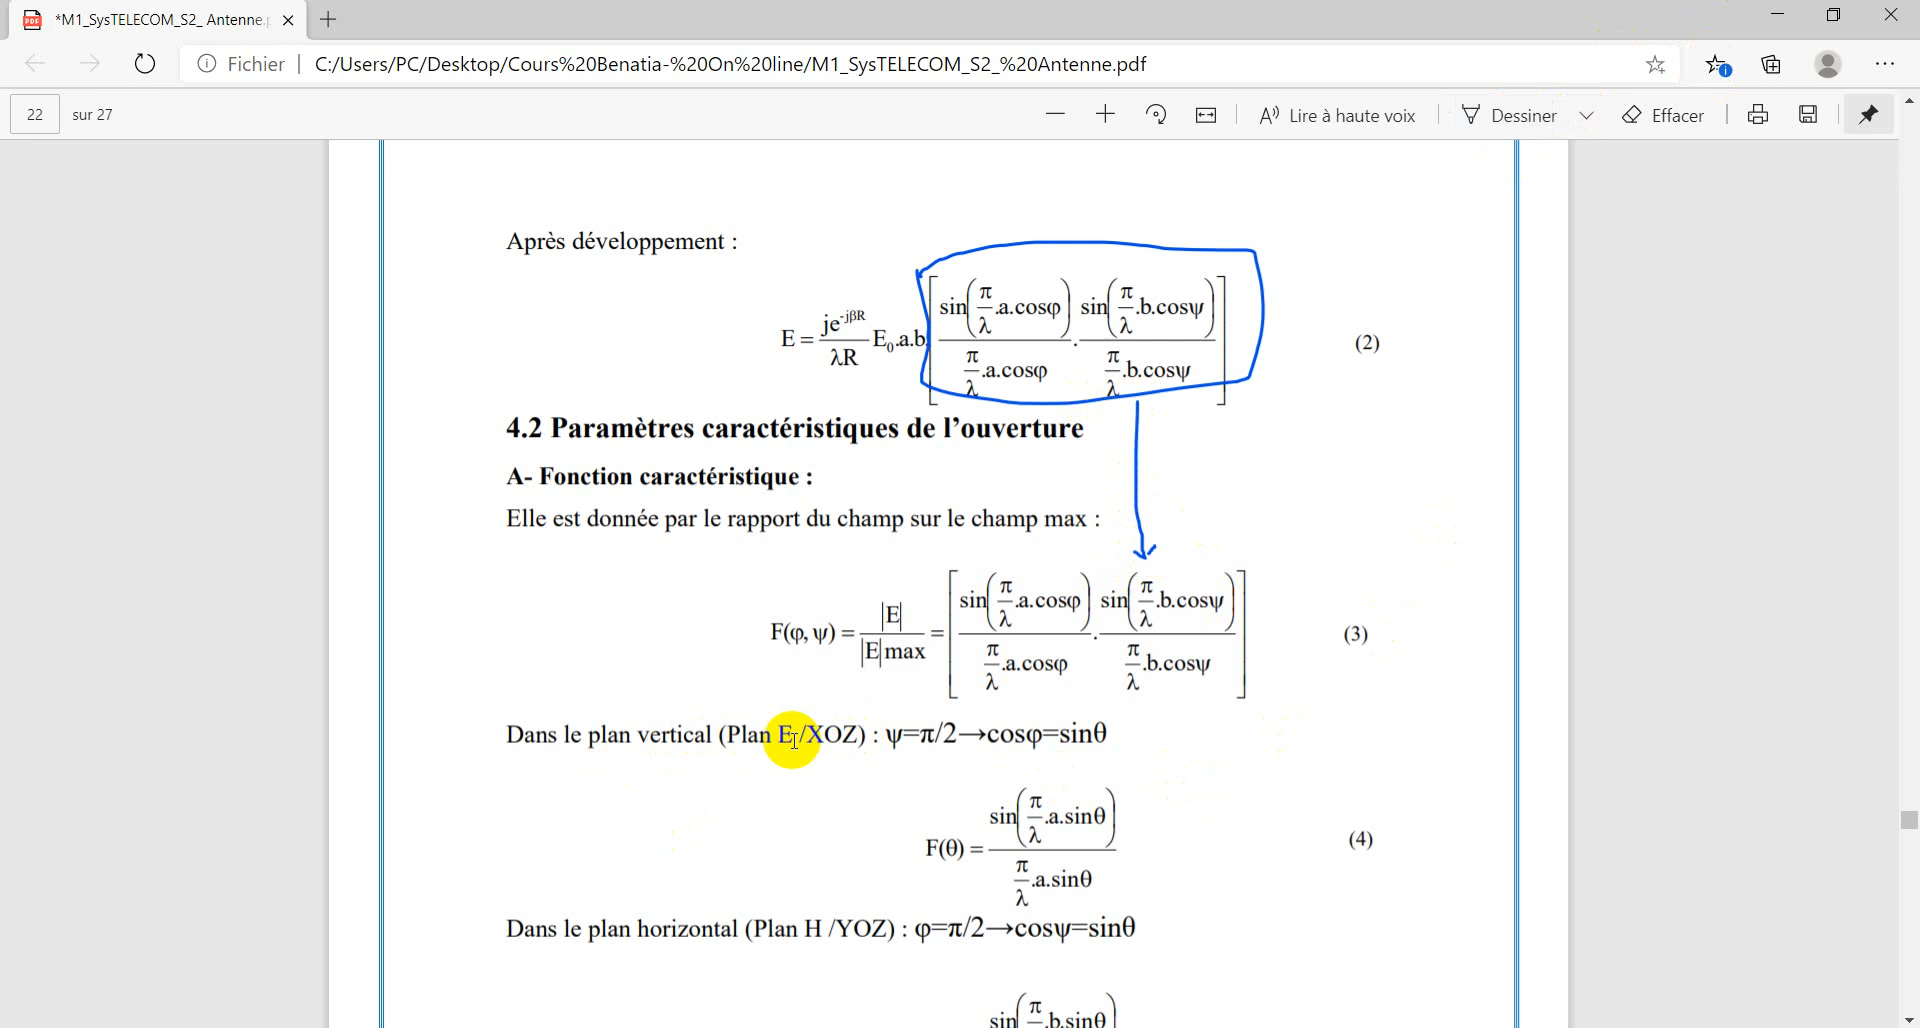 *M1_SysTELECOM_S2_ Antenne.p
Fichier | C:/Users/PC/Desktop/Cours%20Benatia-%20On%20line/M1_SysTELECOM_S2_%20Antenne.pdf
22 sur 27 Lire à haute voix Dessiner Effacer
Après développement :
E = je^-jβR / λR E₀.a.b. [ sin(π/λ .a.cosφ) / π/λ .a.cosφ . sin(π/λ .b.cosψ) / π/λ .b.cosψ ] (2)
4.2 Paramètres caractéristiques de l’ouverture
A- Fonction caractéristique :
Elle est donnée par le rapport du champ sur le champ max :
F(φ, ψ) = |E| / |E|max = [ sin(π/λ .a.cosφ) / π/λ .a.cosφ . sin(π/λ .b.cosψ) / π/λ .b.cosψ ] (3)
Dans le plan vertical (Plan E /XOZ) : ψ=π/2→cosφ=sinθ
F(θ) = sin(π/λ .a.sinθ) / π/λ .a.sinθ (4)
Dans le plan horizontal (Plan H /YOZ) : φ=π/2→cosψ=sinθ
sin(π .b.sinθ)